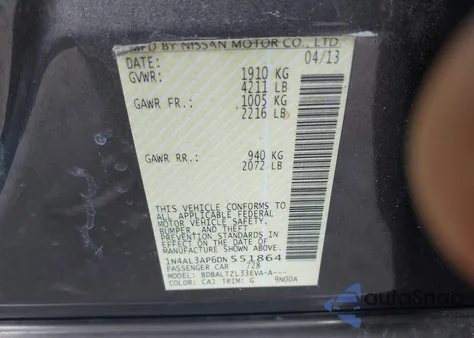 MFD BY NISSAN MOTOR CO., LTD.
DATE: 04/13
GVWR: 1910 KG
4211 LB
GAWR FR.: 1005 KG
2216 LB
GAWR RR.: 940 KG
2072 LB
THIS VEHICLE CONFORMS TO
ALL APPLICABLE FEDERAL
MOTOR VEHICLE SAFETY,
BUMPER, AND THEFT
PREVENTION STANDARDS IN
EFFECT ON THE DATE OF
MANUFACTURE SHOWN ABOVE.
1N4AL3AP6DN551864
PASSENGER CAR 728
MODEL: BDBALTZL33EVA-A---
COLOR: CAJ TRIM: G 9N00A
autoSnap